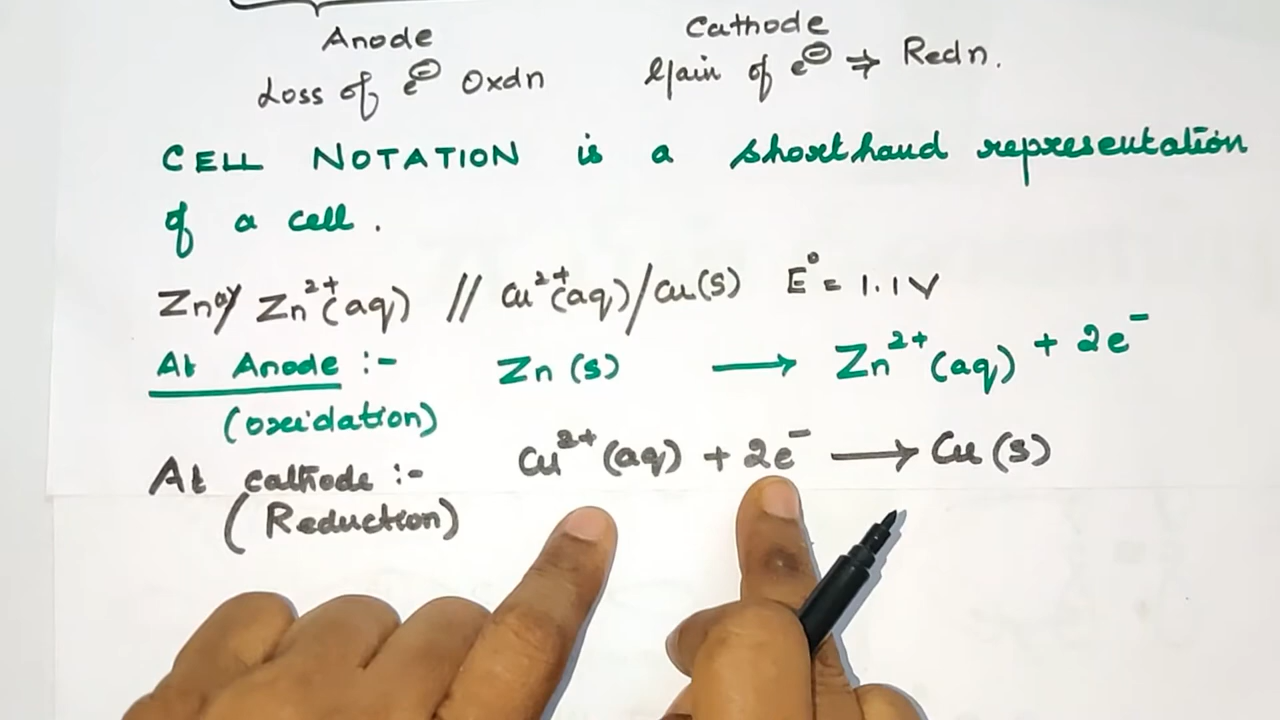 Anode Cathode
Loss of e⊖ Oxdn Gain of e⊖ ⇒ Redn.
CELL NOTATION is a shorthand representation
of a cell.
Zn(s)/ Zn²⁺(aq) // Cu²⁺(aq)/Cu(s) E⁰ = 1.1V
At Anode :- Zn (s) ⟶ Zn²⁺(aq) + 2e⁻
(oxidation)
At cathode :- Cu²⁺(aq) + 2e⁻ ⟶ Cu (s)
(Reduction)